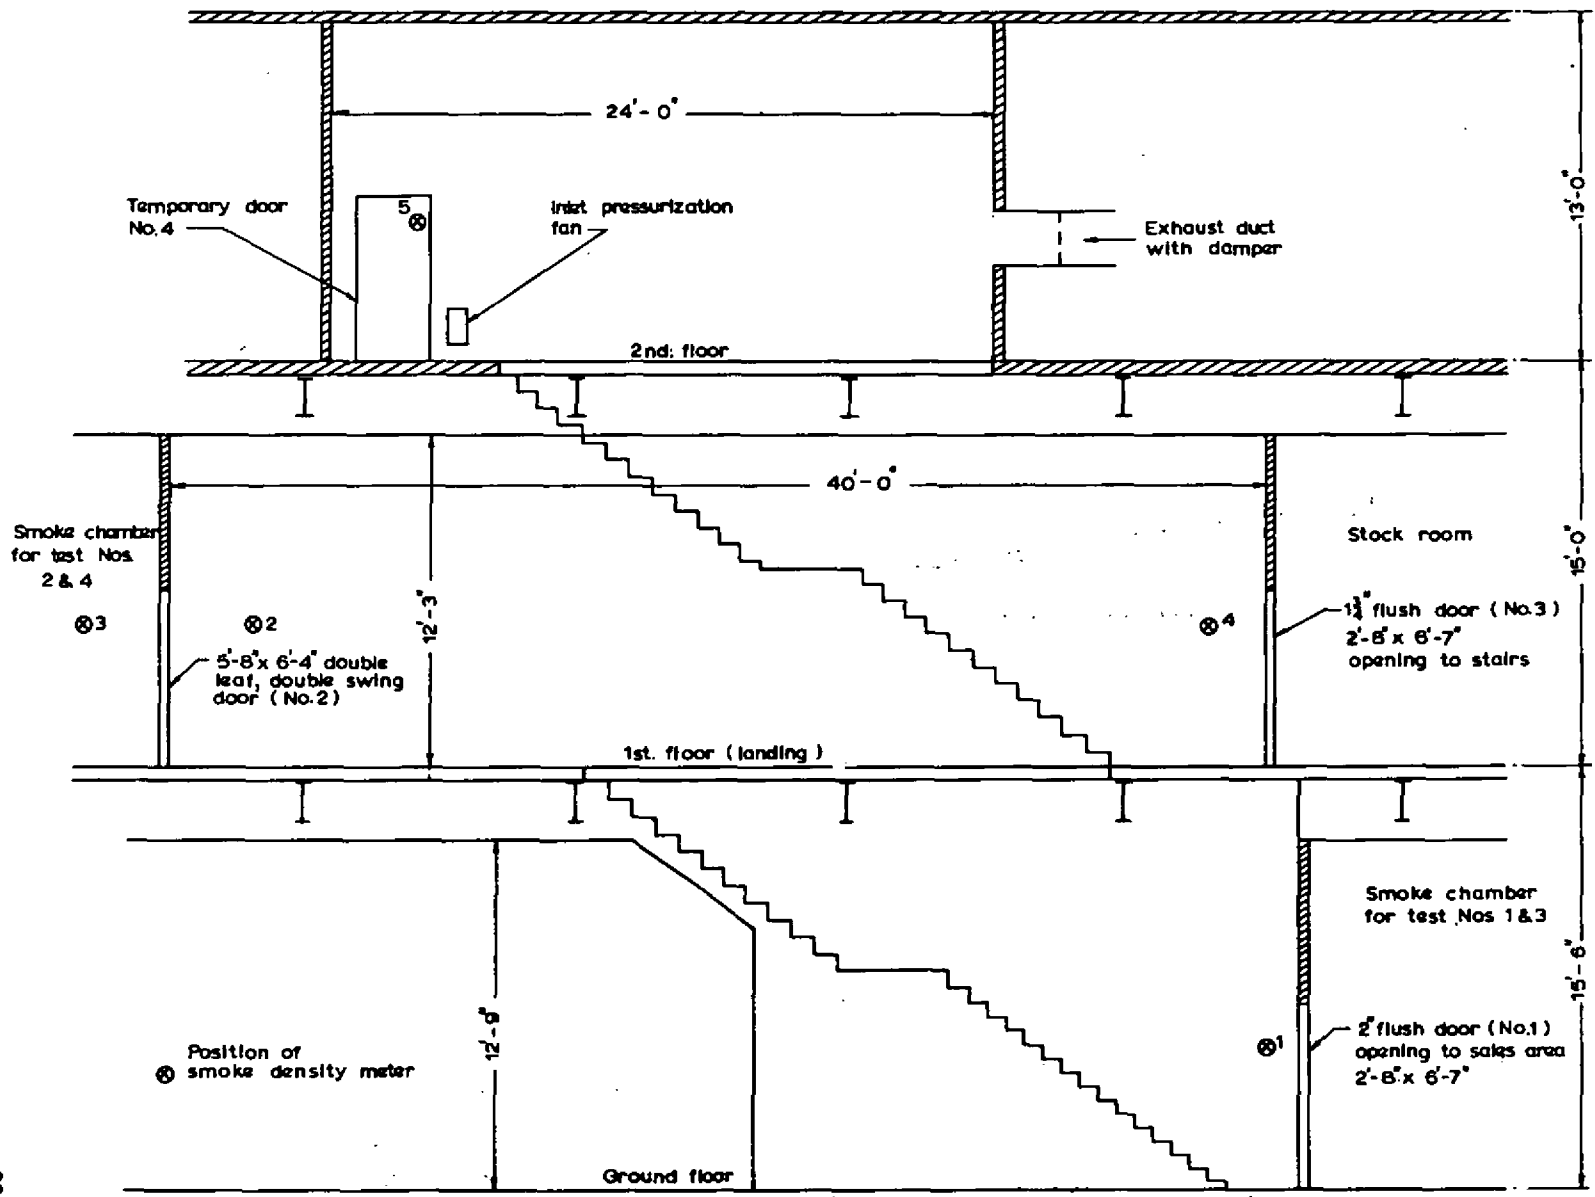 24'-0"
13'-0"
Temporary door
No.4
5
Inlet pressurization
fan
Exhaust duct
with damper
2nd. floor
40'-0"
Smoke chamber
for test Nos.
2 & 4
Stock room
15'-0"
12'-3"
3
2
4
1¾" flush door (No.3)
2'-8" x 6'-7"
opening to stairs
5'-8" x 6'-4" double
leaf, double swing
door (No.2)
1st. floor (landing)
Smoke chamber
for test Nos 1 & 3
15'-6"
12'-9"
Position of
smoke density meter
1
2" flush door (No.1)
opening to sales area
2'-8" x 6'-7"
Ground floor